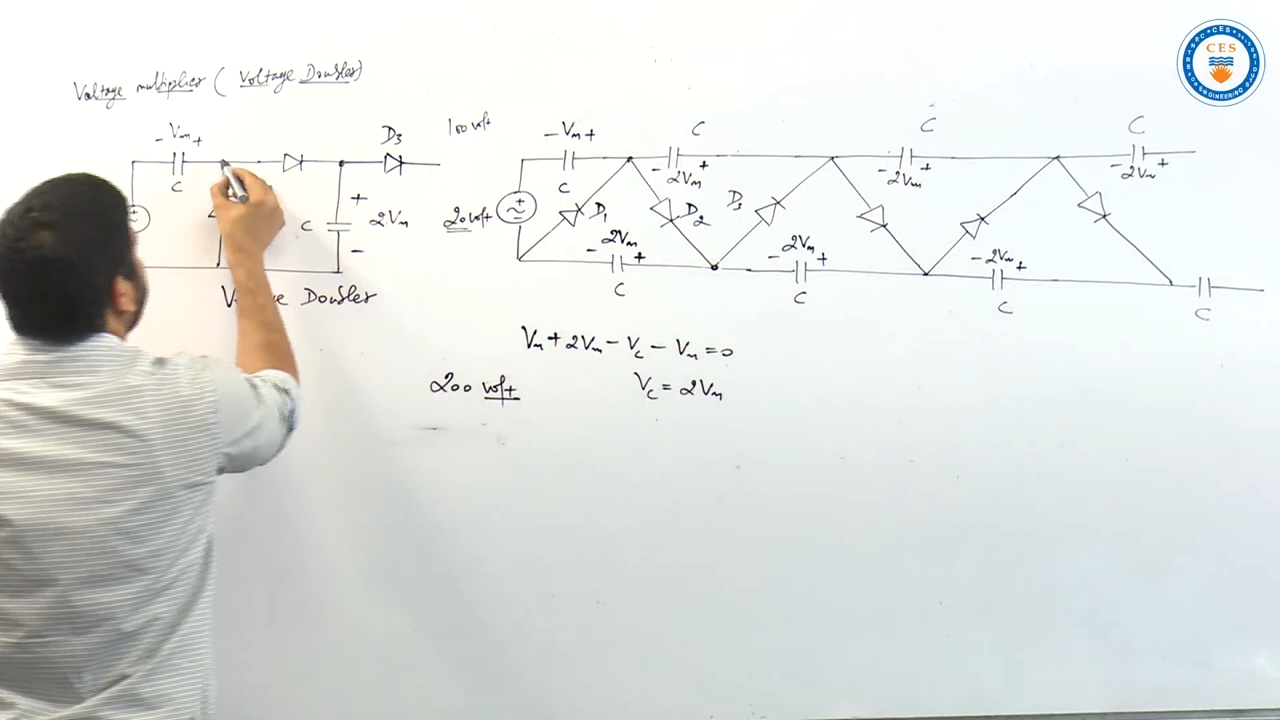 Voltage multiplier ( Voltage Doubler)
- Vm +
C
D3
C
+
2Vm
-
Doubler
100 volt
20 volt
- Vm +
C
C
- 2Vm +
C
- 2Vm +
C
- 2Vm +
D1
D2
D3
- 2Vm +
C
- 2Vm +
C
- 2Vm +
C
C
Vm + 2Vm - Vc - Vm = 0
200 volt
Vc = 2Vm
CES